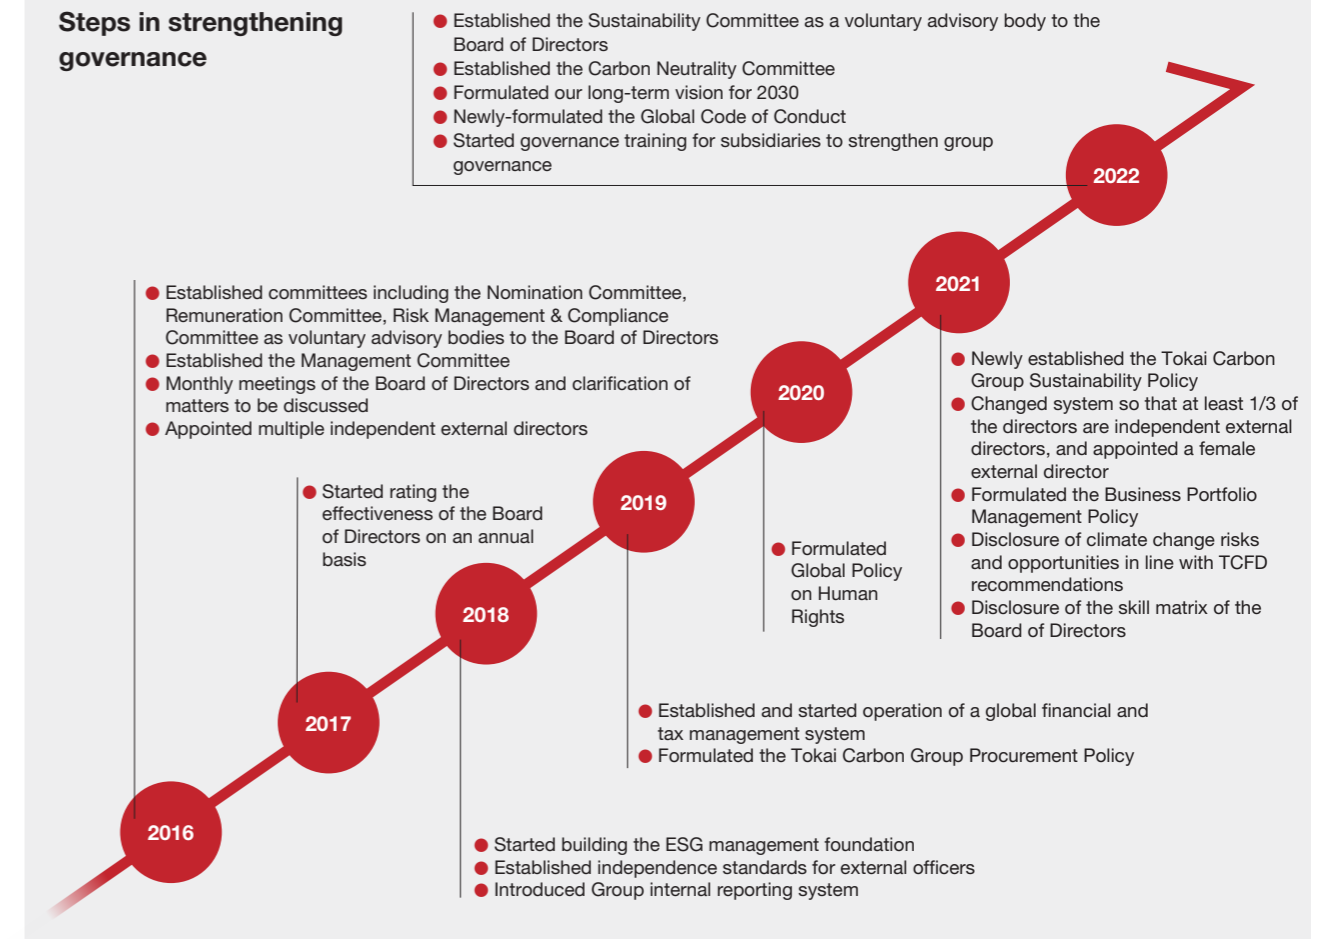 Steps in strengthening
governance
● Established the Sustainability Committee as a voluntary advisory body to the
Board of Directors
● Established the Carbon Neutrality Committee
● Formulated our long-term vision for 2030
● Newly-formulated the Global Code of Conduct
● Started governance training for subsidiaries to strengthen group
governance
2022
2021
● Established committees including the Nomination Committee,
Remuneration Committee, Risk Management & Compliance
Committee as voluntary advisory bodies to the Board of Directors
● Established the Management Committee
● Monthly meetings of the Board of Directors and clarification of
matters to be discussed
● Appointed multiple independent external directors
● Newly established the Tokai Carbon
Group Sustainability Policy
● Changed system so that at least 1/3 of
the directors are independent external
directors, and appointed a female
external director
● Formulated the Business Portfolio
Management Policy
● Disclosure of climate change risks
and opportunities in line with TCFD
recommendations
● Disclosure of the skill matrix of the
Board of Directors
2020
● Started rating the
effectiveness of the Board
of Directors on an annual
basis
2019
● Formulated
Global Policy
on Human
Rights
2018
● Established and started operation of a global financial and
tax management system
● Formulated the Tokai Carbon Group Procurement Policy
2017
2016
● Started building the ESG management foundation
● Established independence standards for external officers
● Introduced Group internal reporting system